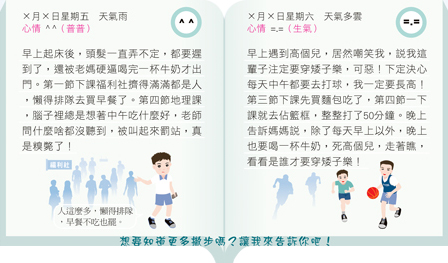 ×月×日星期五　天氣雨
心情 ^^（普普）
^ ^
早上起床後，頭髮一直弄不定，都要遲
到了，還被老媽硬逼喝完一杯牛奶才出
門。第一節下課福利社擠得滿滿都是人
，懶得排隊去買早餐了。第四節地理課
，腦子裡總是想著中午吃什麼好，老師
問什麼啥都沒聽到，被叫起來罰站，真
是糗斃了！
福利社
人這麼多，懶得排隊
，早餐不吃也罷。
×月×日星期六　天氣多雲
心情 =.=（生氣）
=.=
早上遇到高個兒，居然嘲笑我，說我這
輩子注定要穿矮子樂，可惡！下定決心
每天中午都要去打球，我一定要長高！
第三節下課先買麵包吃了，第四節一下
課就去佔籃框，整整打了50分鐘。晚上
告訴媽媽說，除了每天早上以外，晚上
也要喝一杯牛奶，死高個兒，走著瞧，
看看是誰才要穿矮子樂！
想要知道更多撇步嗎？讓我來告訴你吧！